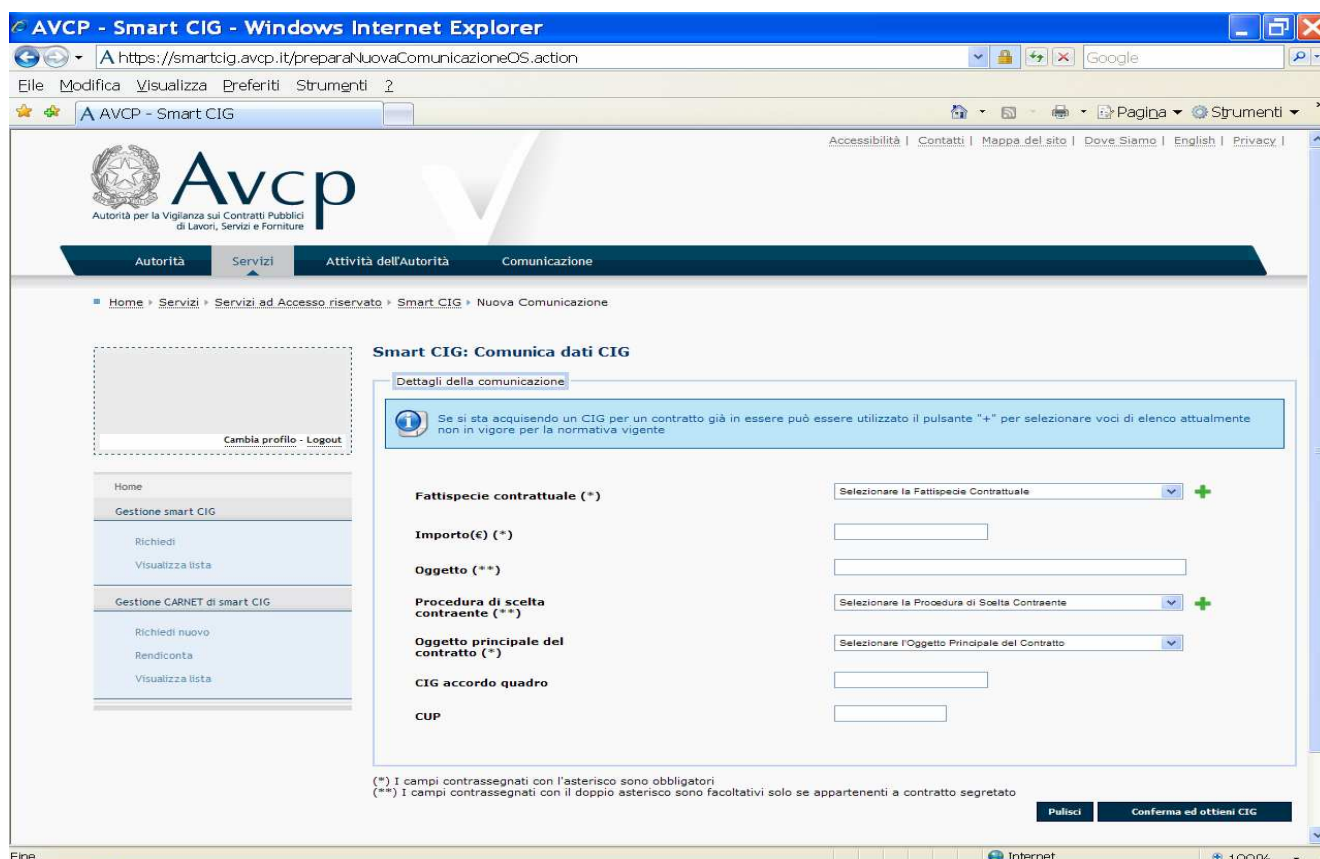 AVCP - Smart CIG - Windows Internet Explorer
https://smartcig.avcp.it/preparaNuovaComunicazioneOS.action
Google
File Modifica Visualizza Preferiti Strumenti ?
AVCP - Smart CIG
Pagina Strumenti
Accessibilità | Contatti | Mappa del sito | Dove Siamo | English | Privacy |
Avcp
Autorità per la Vigilanza sui Contratti Pubblici
di Lavori, Servizi e Forniture
Autorità Servizi Attività dell'Autorità Comunicazione
Home Servizi Servizi ad Accesso riservato Smart CIG Nuova Comunicazione
Cambia profilo - Logout
Home
Gestione smart CIG
Richiedi
Visualizza lista
Gestione CARNET di smart CIG
Richiedi nuovo
Rendiconta
Visualizza lista
Smart CIG: Comunica dati CIG
Dettagli della comunicazione
Se si sta acquisendo un CIG per un contratto già in essere può essere utilizzato il pulsante "+" per selezionare voci di elenco attualmente
non in vigore per la normativa vigente
Fattispecie contrattuale (*) Selezionare la Fattispecie Contrattuale
Importo(€) (*)
Oggetto (**)
Procedura di scelta
contraente (**) Selezionare la Procedura di Scelta Contraente
Oggetto principale del
contratto (*) Selezionare l'Oggetto Principale del Contratto
CIG accordo quadro
CUP
(*) I campi contrassegnati con l'asterisco sono obbligatori
(**) I campi contrassegnati con il doppio asterisco sono facoltativi solo se appartenenti a contratto segretato
Pulisci Conferma ed ottieni CIG
Fine Internet 100%